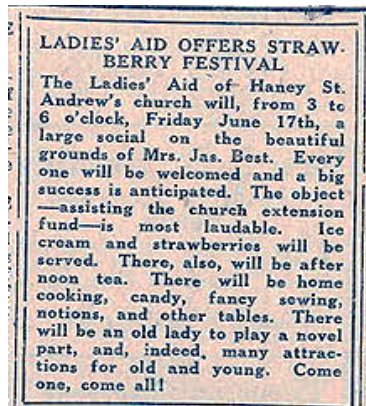 LADIES' AID OFFERS STRAW-
BERRY FESTIVAL
The Ladies' Aid of Haney St.
Andrew's church will, from 3 to
6 o'clock, Friday June 17th, a
large social on the beautiful
grounds of Mrs. Jas. Best. Every
one will be welcomed and a big
success is anticipated. The object
—assisting the church extension
fund—is most laudable. Ice
cream and strawberries will be
served. There, also, will be after
noon tea. There will be home
cooking, candy, fancy sewing,
notions, and other tables. There
will be an old lady to play a novel
part, and, indeed, many attrac-
tions for old and young. Come
one, come all!